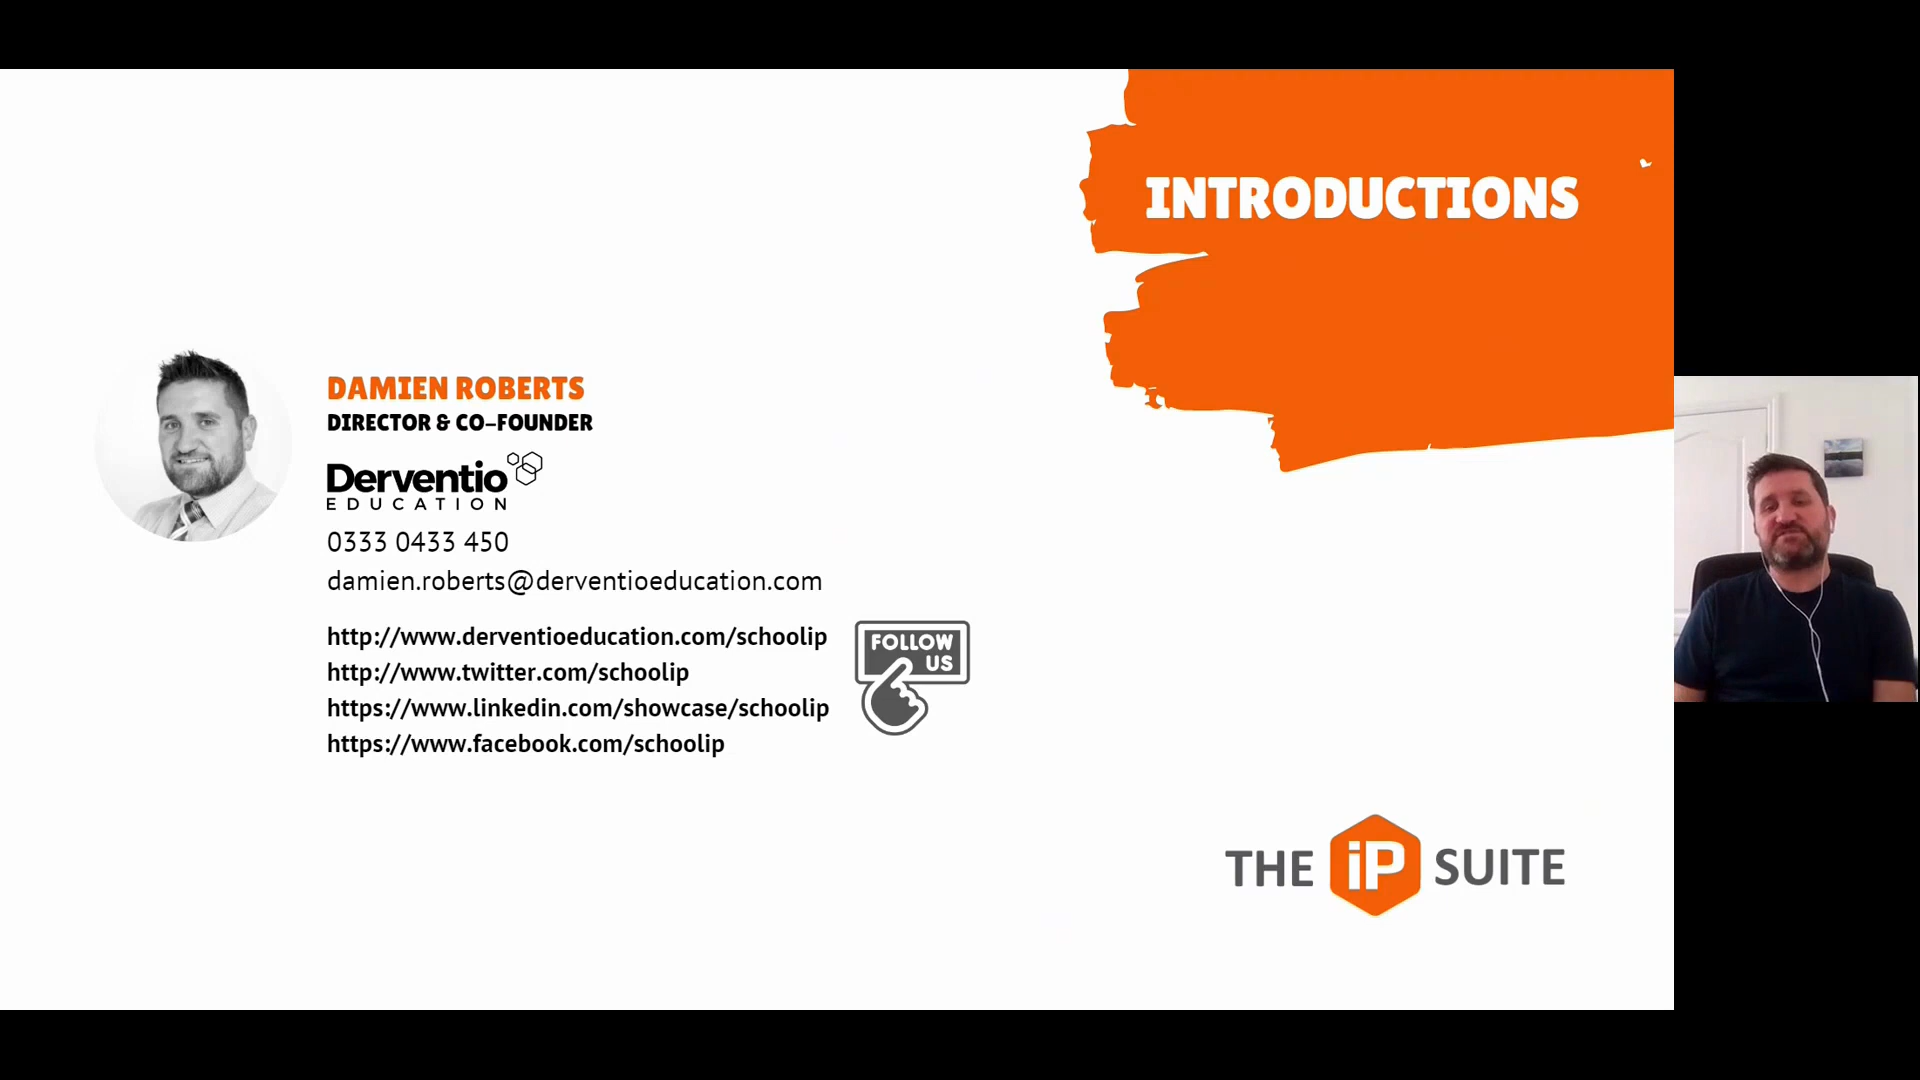 INTRODUCTIONS
DAMIEN ROBERTS
DIRECTOR & CO-FOUNDER
Derventio
EDUCATION
0333 0433 450
damien.roberts@derventioeducation.com
http://www.derventioeducation.com/schoolip
http://www.twitter.com/schoolip
https://www.linkedin.com/showcase/schoolip
https://www.facebook.com/schoolip
FOLLOW
US
THE iP SUITE